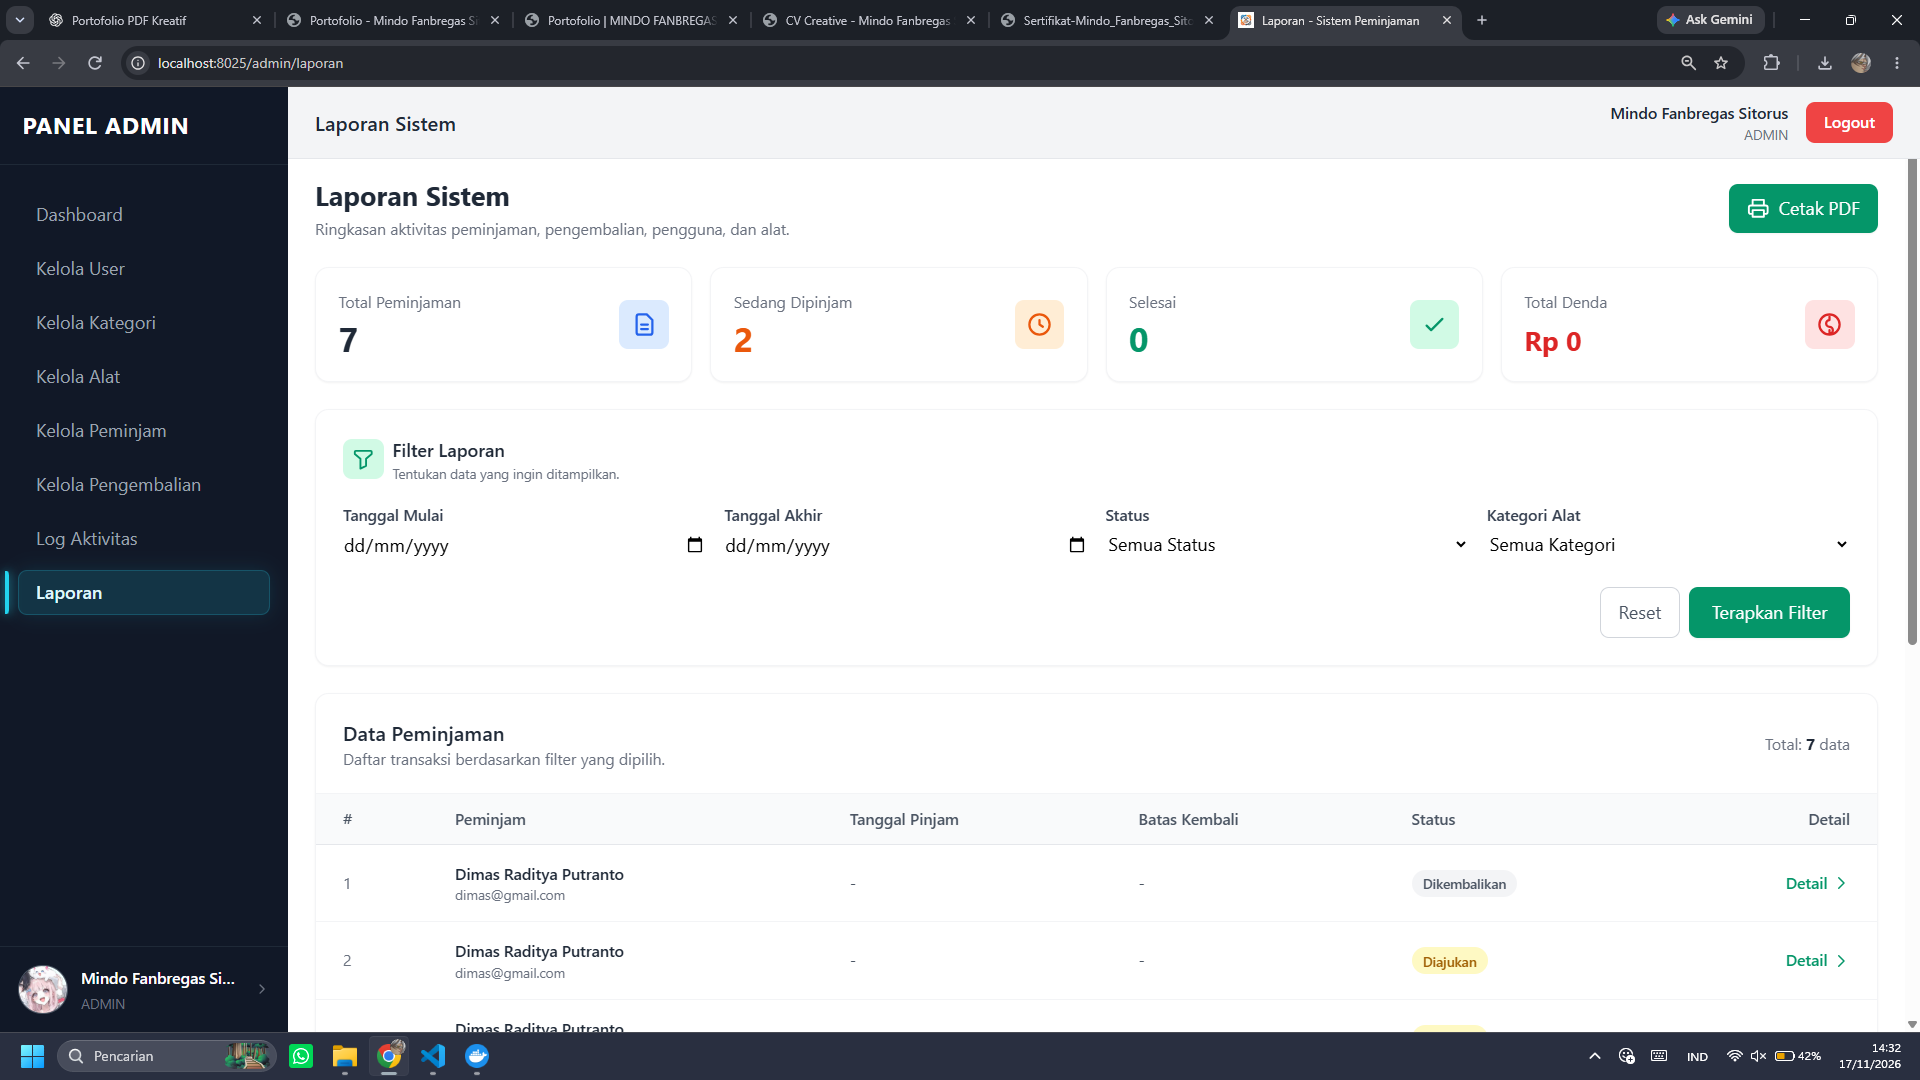 Portofolio PDF Kreatif
Portofolio - Mindo Fanbregas Si
Portofolio | MINDO FANBREGAS
CV Creative - Mindo Fanbregas
Sertifikat-Mindo_Fanbregas_Sito
Laporan - Sistem Peminjaman
Ask Gemini
localhost:8025/admin/laporan
PANEL ADMIN
Dashboard
Kelola User
Kelola Kategori
Kelola Alat
Kelola Peminjam
Kelola Pengembalian
Log Aktivitas
Laporan
Mindo Fanbregas Si...
ADMIN
Laporan Sistem
Mindo Fanbregas Sitorus
ADMIN
Logout
Laporan Sistem
Ringkasan aktivitas peminjaman, pengembalian, pengguna, dan alat.
Cetak PDF
Total Peminjaman
7
Sedang Dipinjam
2
Selesai
0
Total Denda
Rp 0
Filter Laporan
Tentukan data yang ingin ditampilkan.
Tanggal Mulai
dd/mm/yyyy
Tanggal Akhir
dd/mm/yyyy
Status
Semua Status
Kategori Alat
Semua Kategori
Reset
Terapkan Filter
Data Peminjaman
Daftar transaksi berdasarkan filter yang dipilih.
Total: 7 data
# Peminjam Tanggal Pinjam Batas Kembali Status Detail
1 Dimas Raditya Putranto - - Dikembalikan Detail
dimas@gmail.com
2 Dimas Raditya Putranto - - Diajukan Detail
dimas@gmail.com
Dimas Raditya Putranto
Pencarian
IND
42%
14:32
17/11/2026